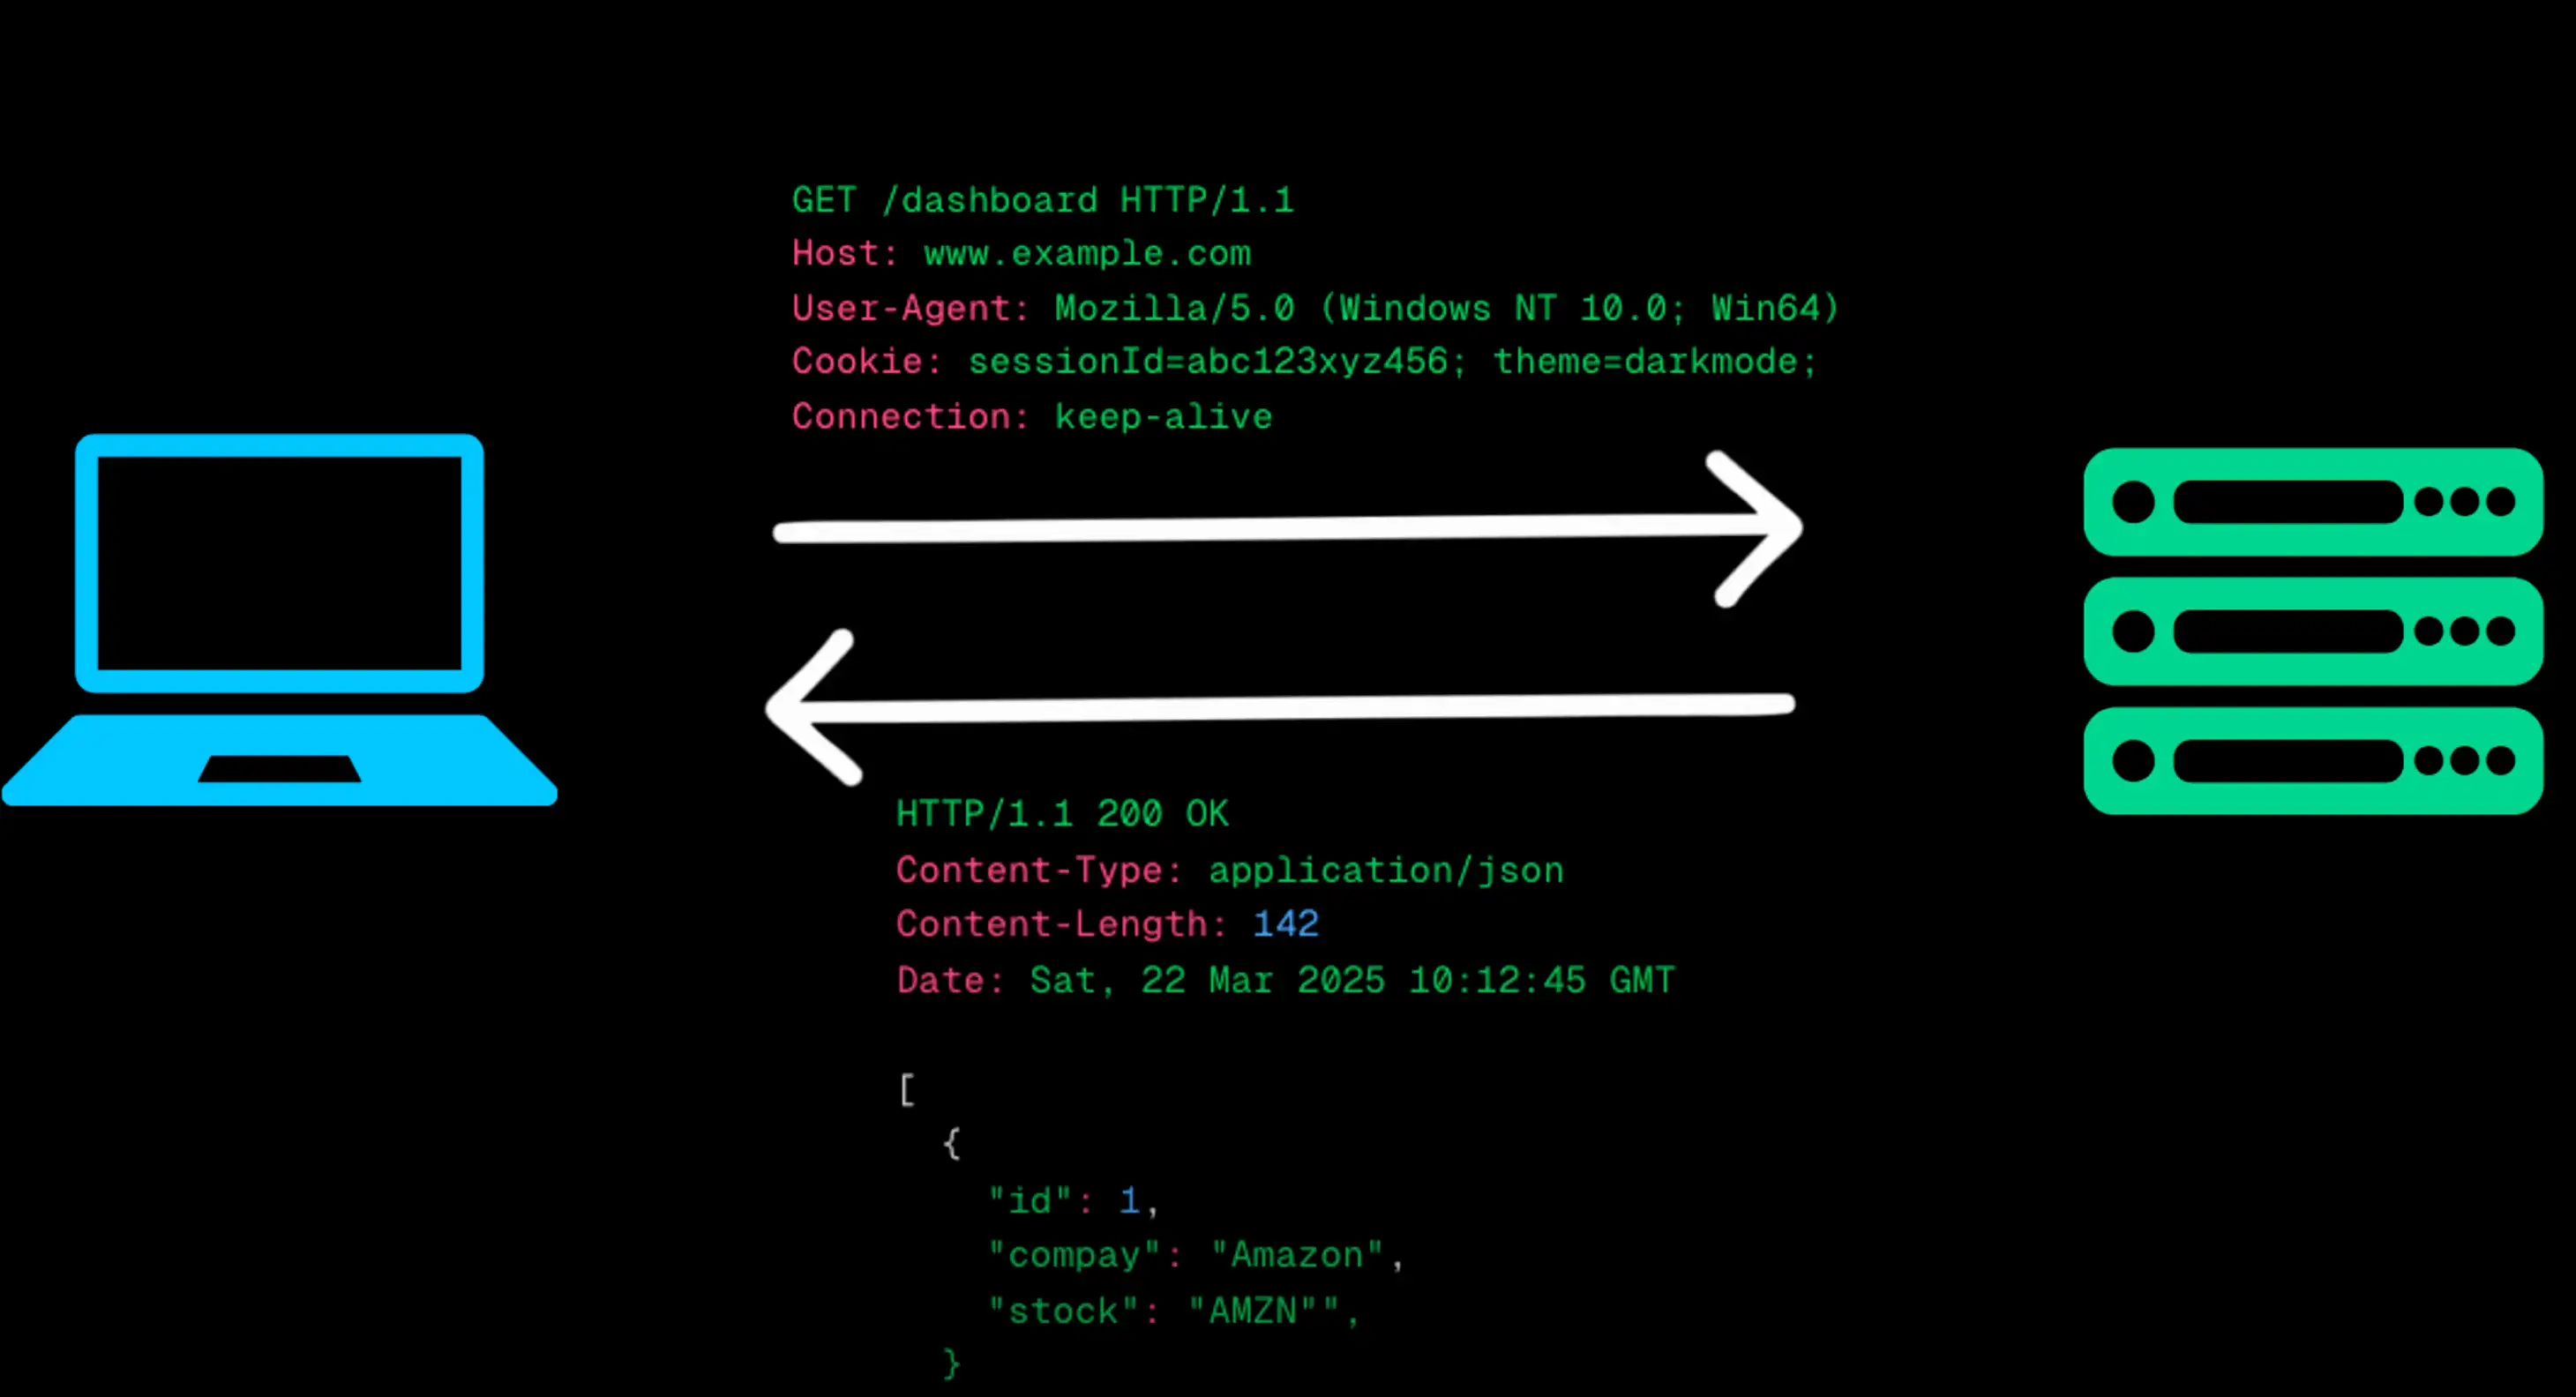 GET /dashboard HTTP/1.1
Host: www.example.com
User-Agent: Mozilla/5.0 (Windows NT 10.0; Win64)
Cookie: sessionId=abc123xyz456; theme=darkmode;
Connection: keep-alive
HTTP/1.1 200 OK
Content-Type: application/json
Content-Length: 142
Date: Sat, 22 Mar 2025 10:12:45 GMT
[
{
"id": 1,
"compay": "Amazon",
"stock": "AMZN"",
}